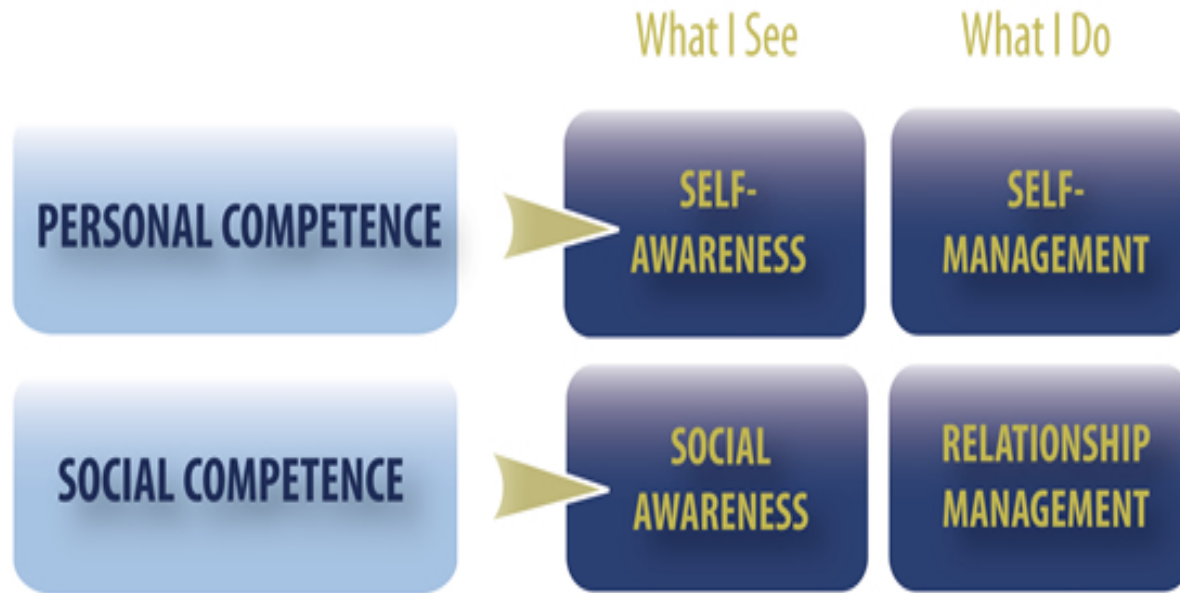 What I See What I Do
PERSONAL COMPETENCE
SELF-
AWARENESS
SELF-
MANAGEMENT
SOCIAL COMPETENCE
SOCIAL
AWARENESS
RELATIONSHIP
MANAGEMENT